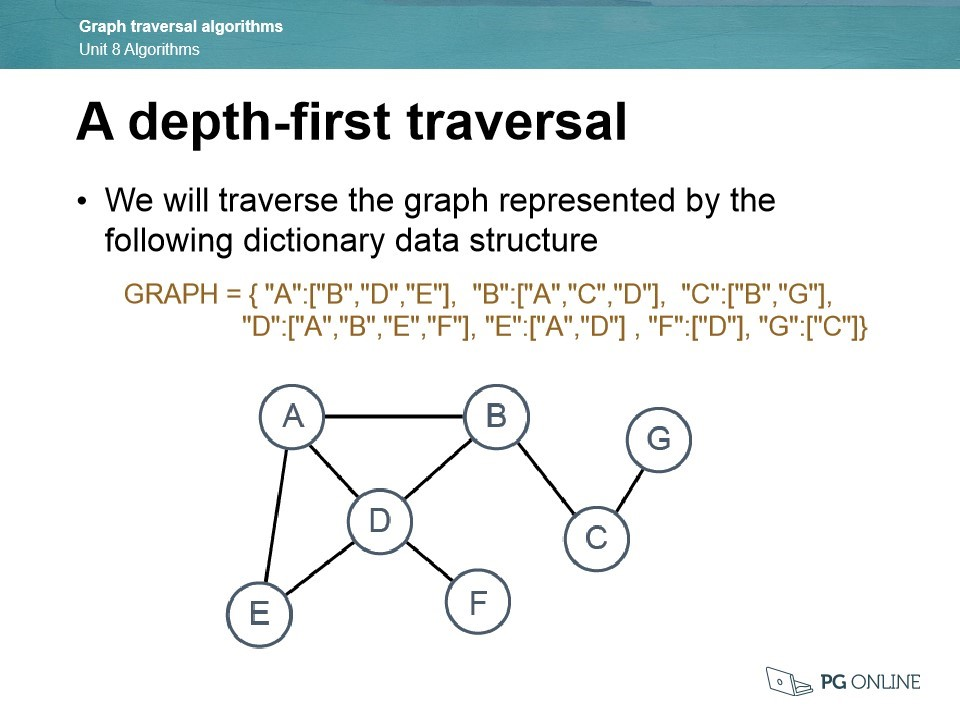 Graph traversal algorithms
Unit 8 Algorithms
A depth-first traversal
• We will traverse the graph represented by the
following dictionary data structure
GRAPH = { "A":["B","D","E"], "B":["A","C","D"], "C":["B","G"],
"D":["A","B","E","F"], "E":["A","D"] , "F":["D"], "G":["C"]}
A
B
G
D
C
E
F
PG ONLINE